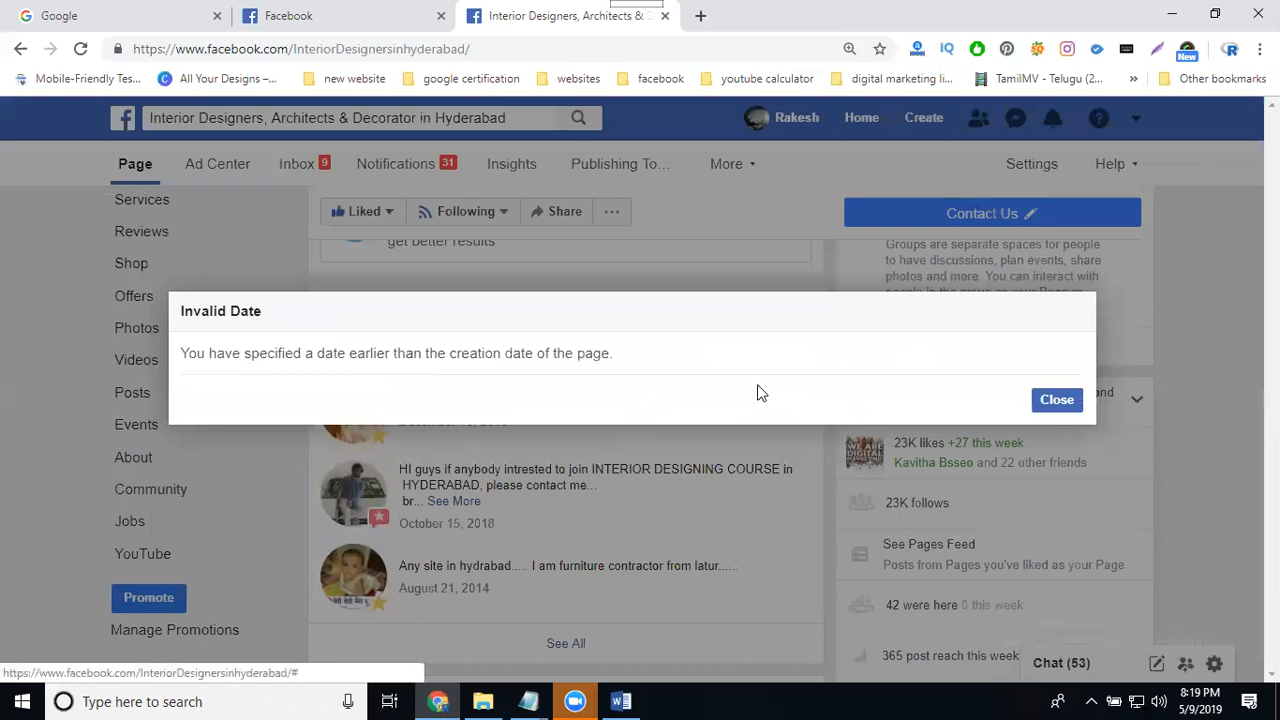 Google
Facebook
Interior Designers, Architects &
https://www.facebook.com/InteriorDesignersinhyderabad/
Mobile-Friendly Tes...
All Your Designs –...
new website
google certification
websites
facebook
youtube calculator
digital marketing li...
TamilMV - Telugu (2...
Other bookmarks
IQ
New
R
Interior Designers, Architects & Decorator in Hyderabad
Rakesh
Home
Create
Page
Ad Center
Inbox 9
Notifications 31
Insights
Publishing To...
More
Settings
Help
Services
Reviews
Shop
Offers
Photos
Videos
Posts
Events
About
Community
Jobs
YouTube
Promote
Manage Promotions
Liked
Following
Share
Contact Us
get better results
Groups are separate spaces for people
to have discussions, plan events, share
photos and more. You can interact with
Invalid Date
You have specified a date earlier than the creation date of the page.
Close
HI guys if anybody intrested to join INTERIOR DESIGNING COURSE in
HYDERABAD, please contact me...
br... See More
October 15, 2018
Any site in hydrabad..... I am furniture contractor from latur......
August 21, 2014
See All
23K likes +27 this week
Kavitha Bsseo and 22 other friends
23K follows
See Pages Feed
Posts from Pages you've liked as your Page
42 were here 0 this week
365 post reach this week
Chat (53)
https://www.facebook.com/InteriorDesignersinhyderabad/#
Type here to search
8:19 PM
5/9/2019